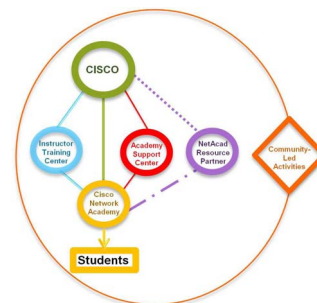 CISCO
Instructor
Training
Center
Academy
Support
Center
NetAcad
Resource
Partner
Community-
Led
Activities
Cisco
Network
Academy
Students